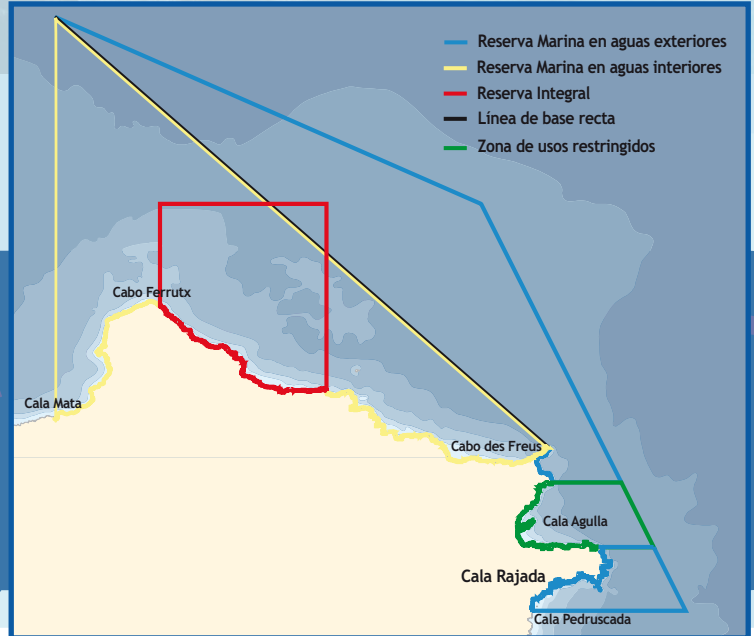 Reserva Marina en aguas exteriores
Reserva Marina en aguas interiores
Reserva Integral
Línea de base recta
Zona de usos restringidos
Cabo Ferrutx
Cala Mata
Cabo des Freus
Cala Agulla
Cala Rajada
Cala Pedruscada